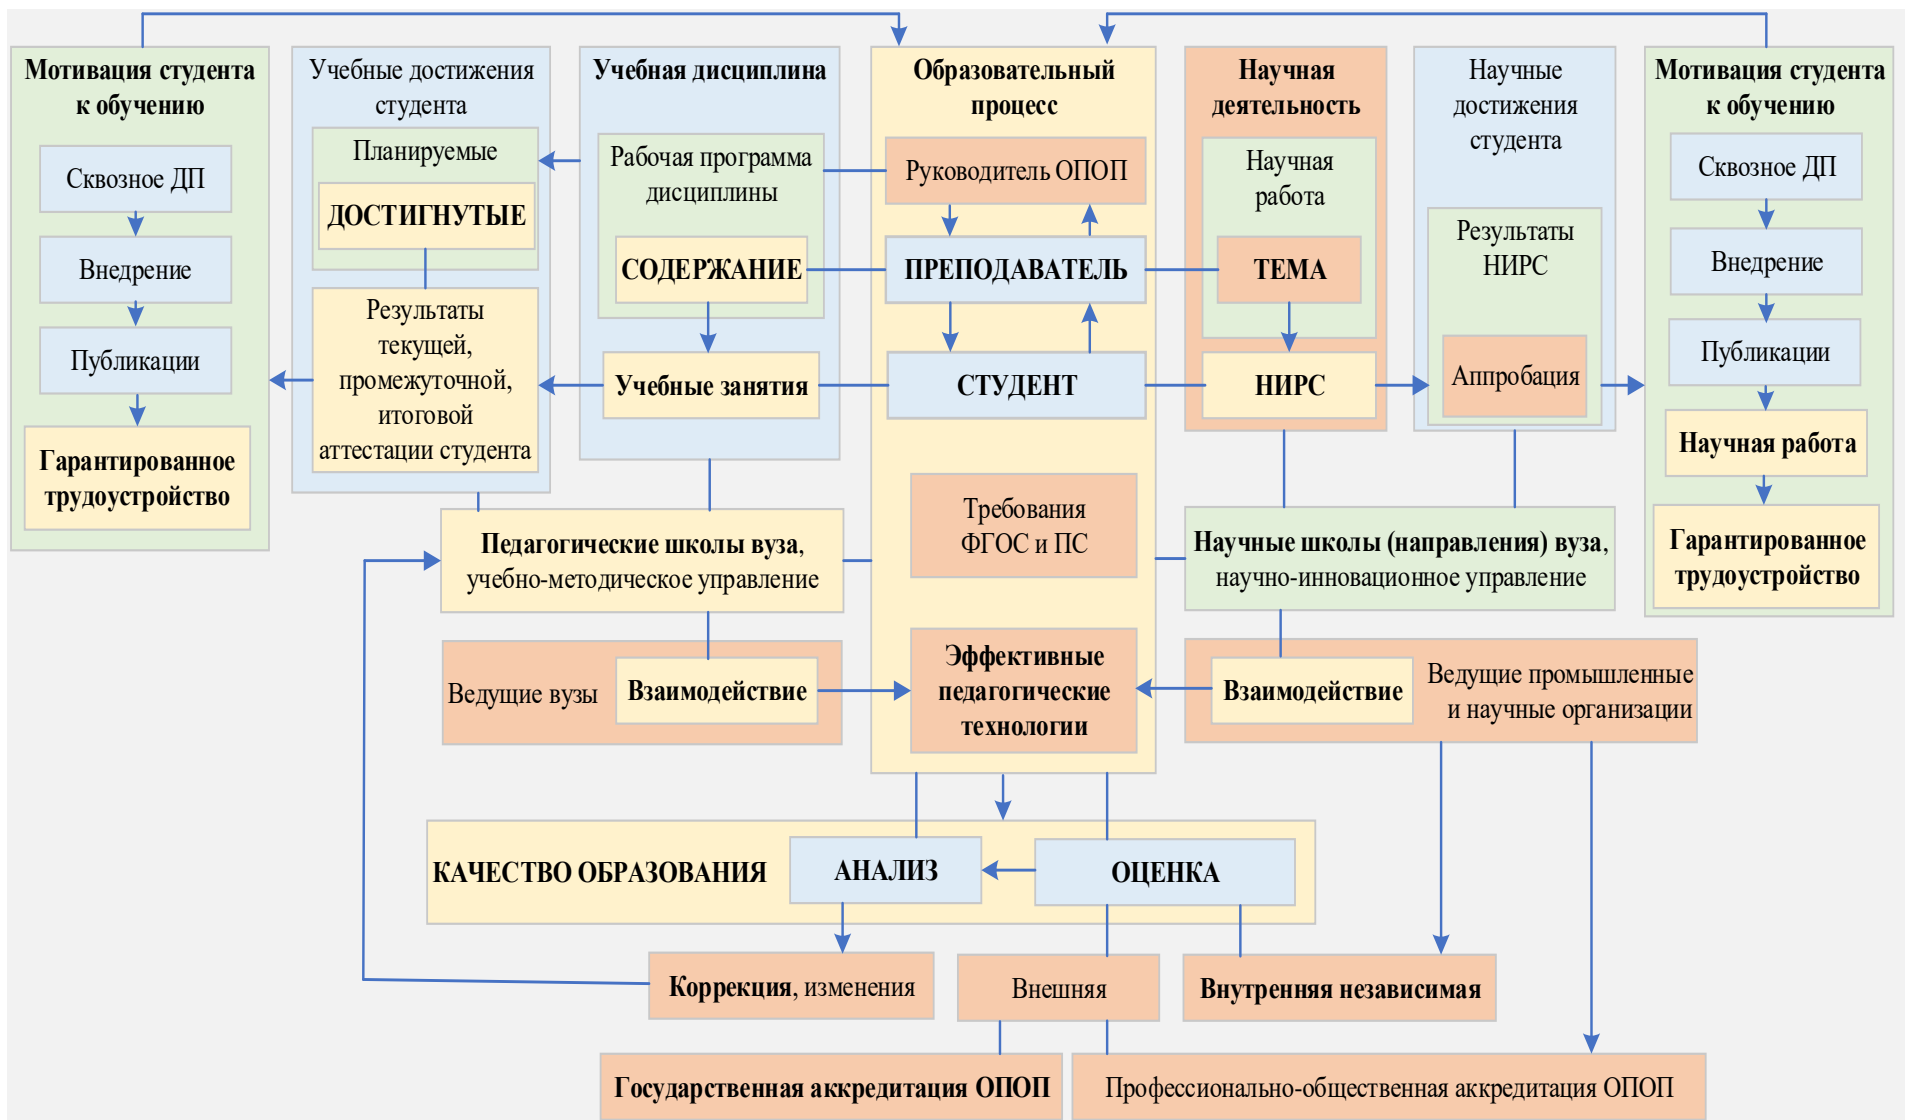 Мотивация студента
к обучению
Сквозное ДП
Внедрение
Публикации
Гарантированное
трудоустройство
Учебные достижения
студента
Планируемые
ДОСТИГНУТЫЕ
Результаты
текущей,
промежуточной,
итоговой
аттестации студента
Учебная дисциплина
Рабочая программа
дисциплины
СОДЕРЖАНИЕ
Учебные занятия
Образовательный
процесс
Руководитель ОПОП
ПРЕПОДАВАТЕЛЬ
СТУДЕНТ
Требования
ФГОС и ПС
Эффективные
педагогические
технологии
Научная
деятельность
Научная
работа
ТЕМА
НИРС
Научные
достижения
студента
Результаты
НИРС
Аппробация
Мотивация студента
к обучению
Сквозное ДП
Внедрение
Публикации
Научная работа
Гарантированное
трудоустройство
Педагогические школы вуза,
учебно-методическое управление
Научные школы (направления) вуза,
научно-инновационное управление
Ведущие вузы
Взаимодействие
Взаимодействие
Ведущие промышленные
и научные организации
КАЧЕСТВО ОБРАЗОВАНИЯ
АНАЛИЗ
ОЦЕНКА
Коррекция, изменения
Внешняя
Внутренняя независимая
Государственная аккредитация ОПОП
Профессионально-общественная аккредитация ОПОП